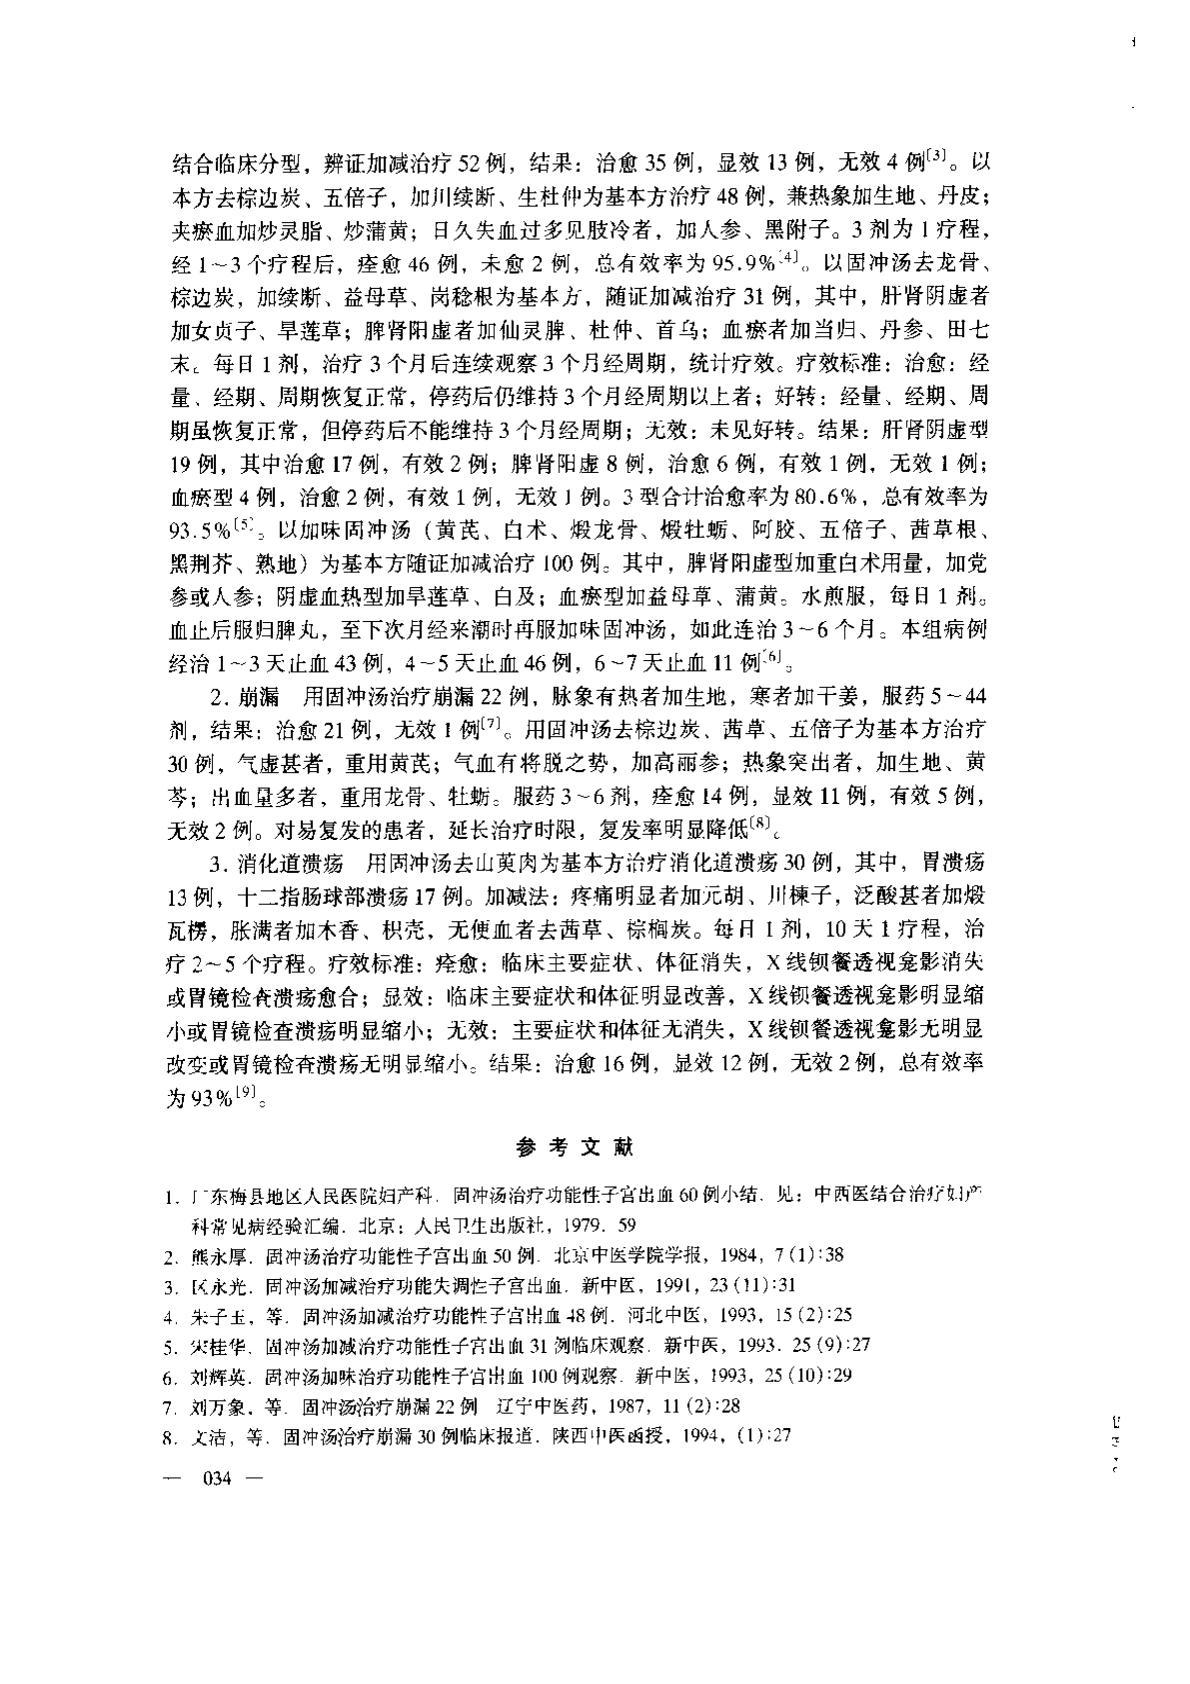 结合临床分型，辨证加减治疗 52 例，结果：治愈 35 例，显效 13 例，无效 4 例〔3〕。以
本方去棕边炭、五倍子，加川续断、生杜仲为基本方治疗 48 例，兼热象加生地、丹皮；
夹瘀血加炒灵脂、炒蒲黄；日久失血过多见肢冷者，加人参、黑附子。3 剂为 1 疗程，
经 1～3 个疗程后，痊愈 46 例，未愈 2 例，总有效率为 95.9%〔4〕。以固冲汤去龙骨、
棕边炭，加续断、益母草、岗稔根为基本方，随证加减治疗 31 例，其中，肝肾阴虚者
加女贞子、旱莲草；脾肾阳虚者加仙灵脾、杜仲、首乌；血瘀者加当归、丹参、田七
末。每日 1 剂，治疗 3 个月后连续观察 3 个月经周期，统计疗效。疗效标准：治愈：经
量、经期、周期恢复正常，停药后仍维持 3 个月经周期以上者；好转：经量、经期、周
期虽恢复正常，但停药后不能维持 3 个月经周期；无效：未见好转。结果：肝肾阴虚型
19 例，其中治愈 17 例，有效 2 例；脾肾阳虚 8 例，治愈 6 例，有效 1 例，无效 1 例；
血瘀型 4 例，治愈 2 例，有效 1 例，无效 1 例。3 型合计治愈率为 80.6%，总有效率为
93.5%〔5〕。以加味固冲汤（黄芪、白术、煅龙骨、煅牡蛎、阿胶、五倍子、茜草根、
黑荆芥、熟地）为基本方随证加减治疗 100 例。其中，脾肾阳虚型加重白术用量，加党
参或人参；阴虚血热型加旱莲草、白及；血瘀型加益母草、蒲黄。水煎服，每日 1 剂。
血止后服归脾丸，至下次月经来潮时再服加味固冲汤，如此连治 3～6 个月。本组病例
经治 1～3 天止血 43 例，4～5 天止血 46 例，6～7 天止血 11 例〔6〕。
2. 崩漏　用固冲汤治疗崩漏 22 例，脉象有热者加生地，寒者加干姜，服药 5～44
剂，结果：治愈 21 例，无效 1 例〔7〕。用固冲汤去棕边炭、茜草、五倍子为基本方治疗
30 例，气虚甚者，重用黄芪；气血有将脱之势，加高丽参；热象突出者，加生地、黄
芩；出血量多者，重用龙骨、牡蛎。服药 3～6 剂，痊愈 14 例，显效 11 例，有效 5 例，
无效 2 例。对易复发的患者，延长治疗时限，复发率明显降低〔8〕。
3. 消化道溃疡　用固冲汤去山萸肉为基本方治疗消化道溃疡 30 例，其中，胃溃疡
13 例，十二指肠球部溃疡 17 例。加减法：疼痛明显者加元胡、川楝子，泛酸甚者加煅
瓦楞，胀满者加木香、枳壳，无便血者去茜草、棕榈炭。每日 1 剂，10 天 1 疗程，治
疗 2～5 个疗程。疗效标准：痊愈：临床主要症状、体征消失，X 线钡餐透视龛影消失
或胃镜检查溃疡愈合；显效：临床主要症状和体征明显改善，X 线钡餐透视龛影明显缩
小或胃镜检查溃疡明显缩小；无效：主要症状和体征无消失，X 线钡餐透视龛影无明显
改变或胃镜检查溃疡无明显缩小。结果：治愈 16 例，显效 12 例，无效 2 例，总有效率
为 93%〔9〕。
参 考 文 献
1. 广东梅县地区人民医院妇产科．固冲汤治疗功能性子宫出血 60 例小结．见：中西医结合治疗妇产
科常见病经验汇编．北京：人民卫生出版社，1979．59
2. 熊永厚．固冲汤治疗功能性子宫出血 50 例．北京中医学院学报，1984，7 (1):38
3. 区永光．固冲汤加减治疗功能失调性子宫出血．新中医，1991，23 (11):31
4. 朱子玉，等．固冲汤加减治疗功能性子宫出血 48 例．河北中医，1993，15 (2):25
5. 宋桂华．固冲汤加减治疗功能性子宫出血 31 例临床观察．新中医，1993．25 (9):27
6. 刘辉英．固冲汤加味治疗功能性子宫出血 100 例观察．新中医，1993，25 (10):29
7. 刘万象，等．固冲汤治疗崩漏 22 例　辽宁中医药，1987，11 (2):28
8. 文洁，等．固冲汤治疗崩漏 30 例临床报道．陕西中医函授，1994，(1):27
— 034 —